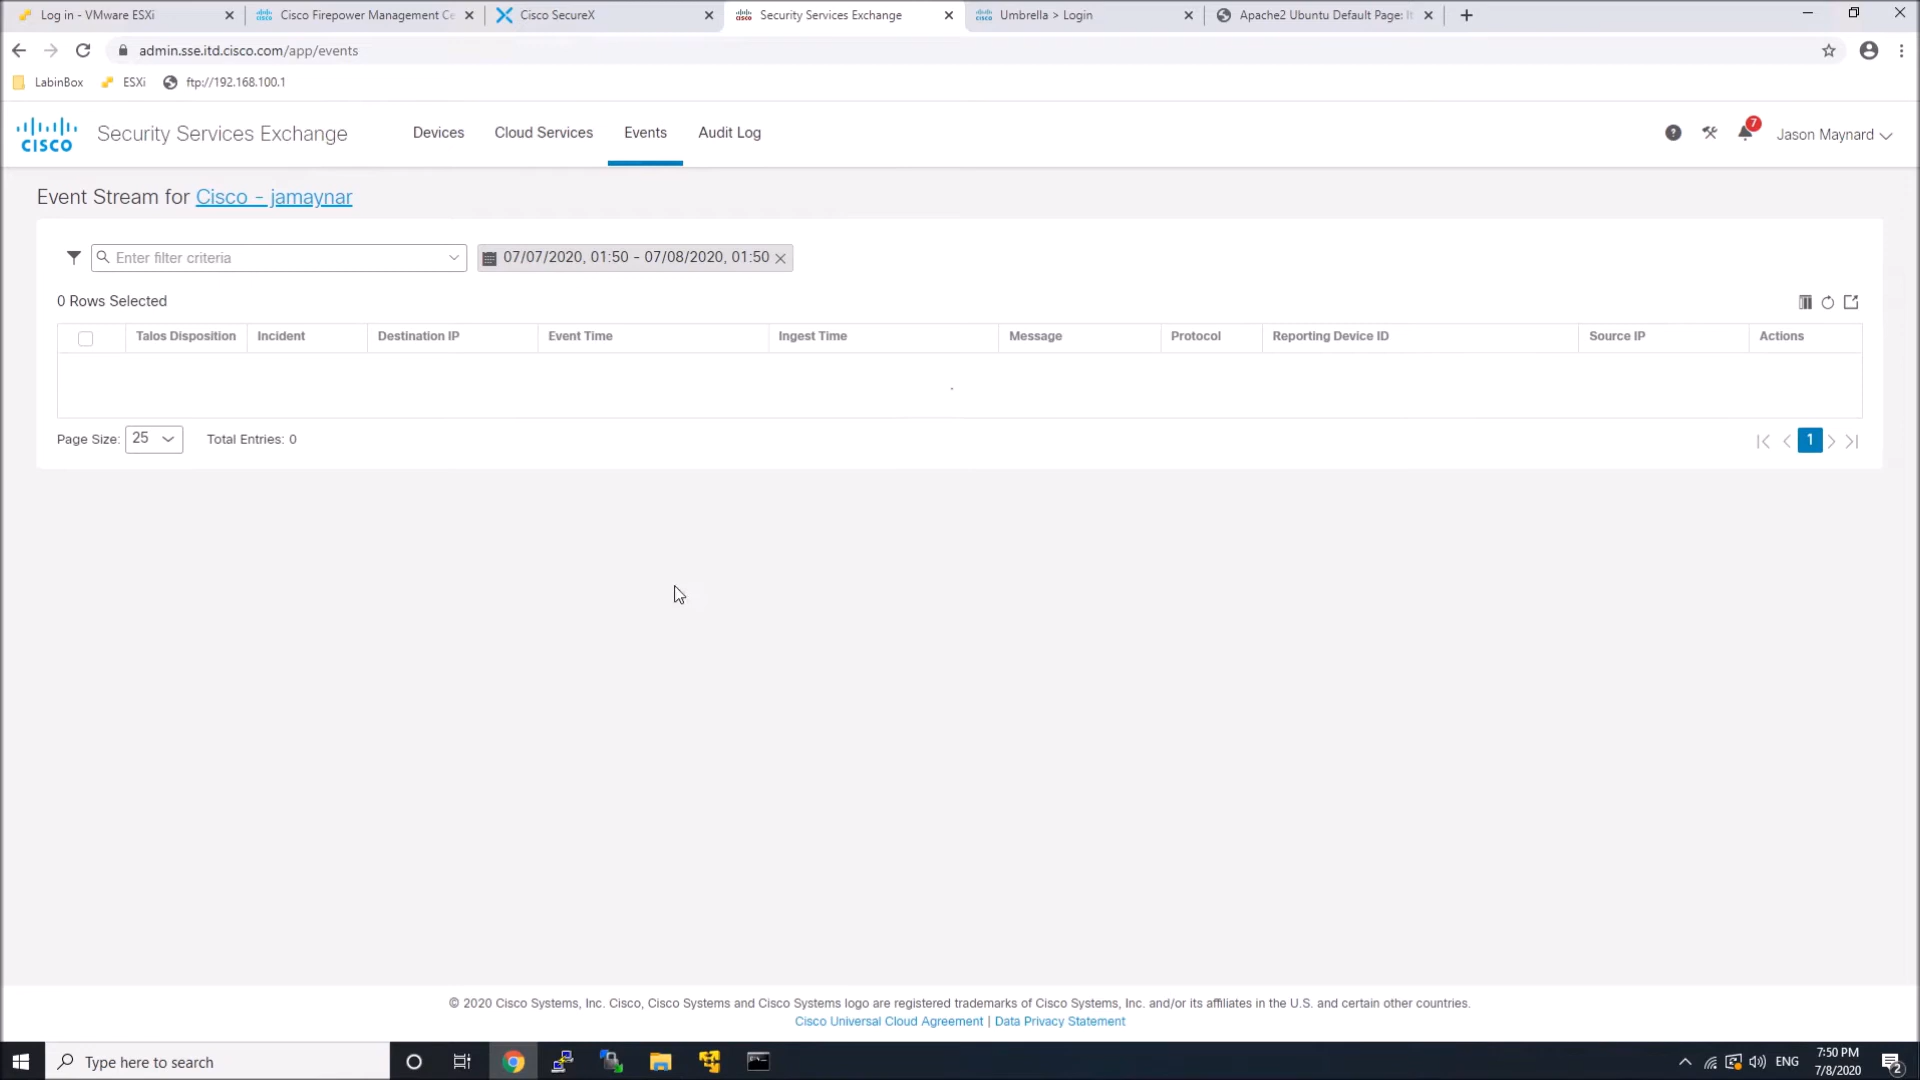 Log in - VMware ESXi
Cisco Firepower Management Ce
Cisco SecureX
Security Services Exchange
Umbrella > Login
Apache2 Ubuntu Default Page: It
admin.sse.itd.cisco.com/app/events
LabinBox
ESXi
ftp://192.168.100.1
CISCO
Security Services Exchange
Devices
Cloud Services
Events
Audit Log
7
Jason Maynard
Event Stream for Cisco - jamaynar
Enter filter criteria
07/07/2020, 01:50 - 07/08/2020, 01:50
0 Rows Selected
Talos Disposition
Incident
Destination IP
Event Time
Ingest Time
Message
Protocol
Reporting Device ID
Source IP
Actions
Page Size: 25
Total Entries: 0
1
© 2020 Cisco Systems, Inc. Cisco, Cisco Systems and Cisco Systems logo are registered trademarks of Cisco Systems, Inc. and/or its affiliates in the U.S. and certain other countries.
Cisco Universal Cloud Agreement | Data Privacy Statement
Type here to search
ENG
7:50 PM
7/8/2020
2